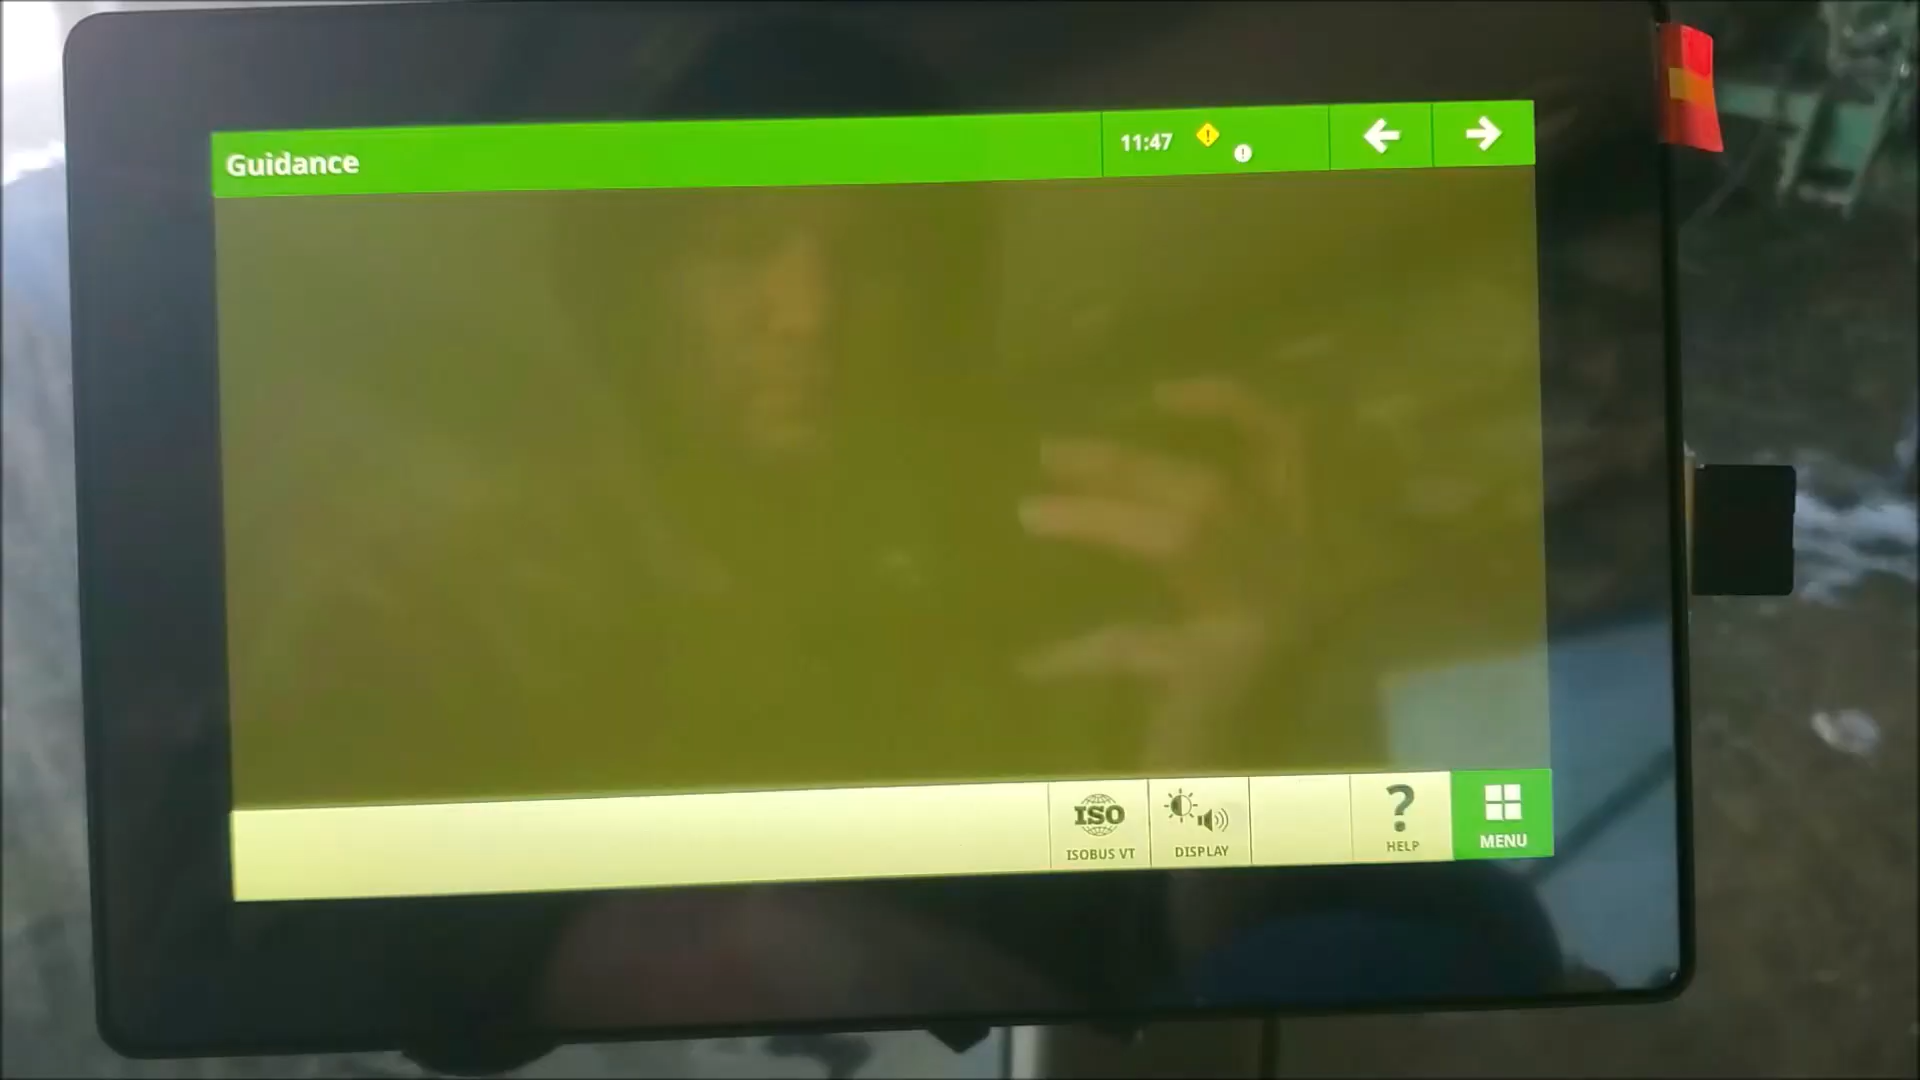 Guidance
11:47
ISO
ISOBUS VT
DISPLAY
?
HELP
MENU